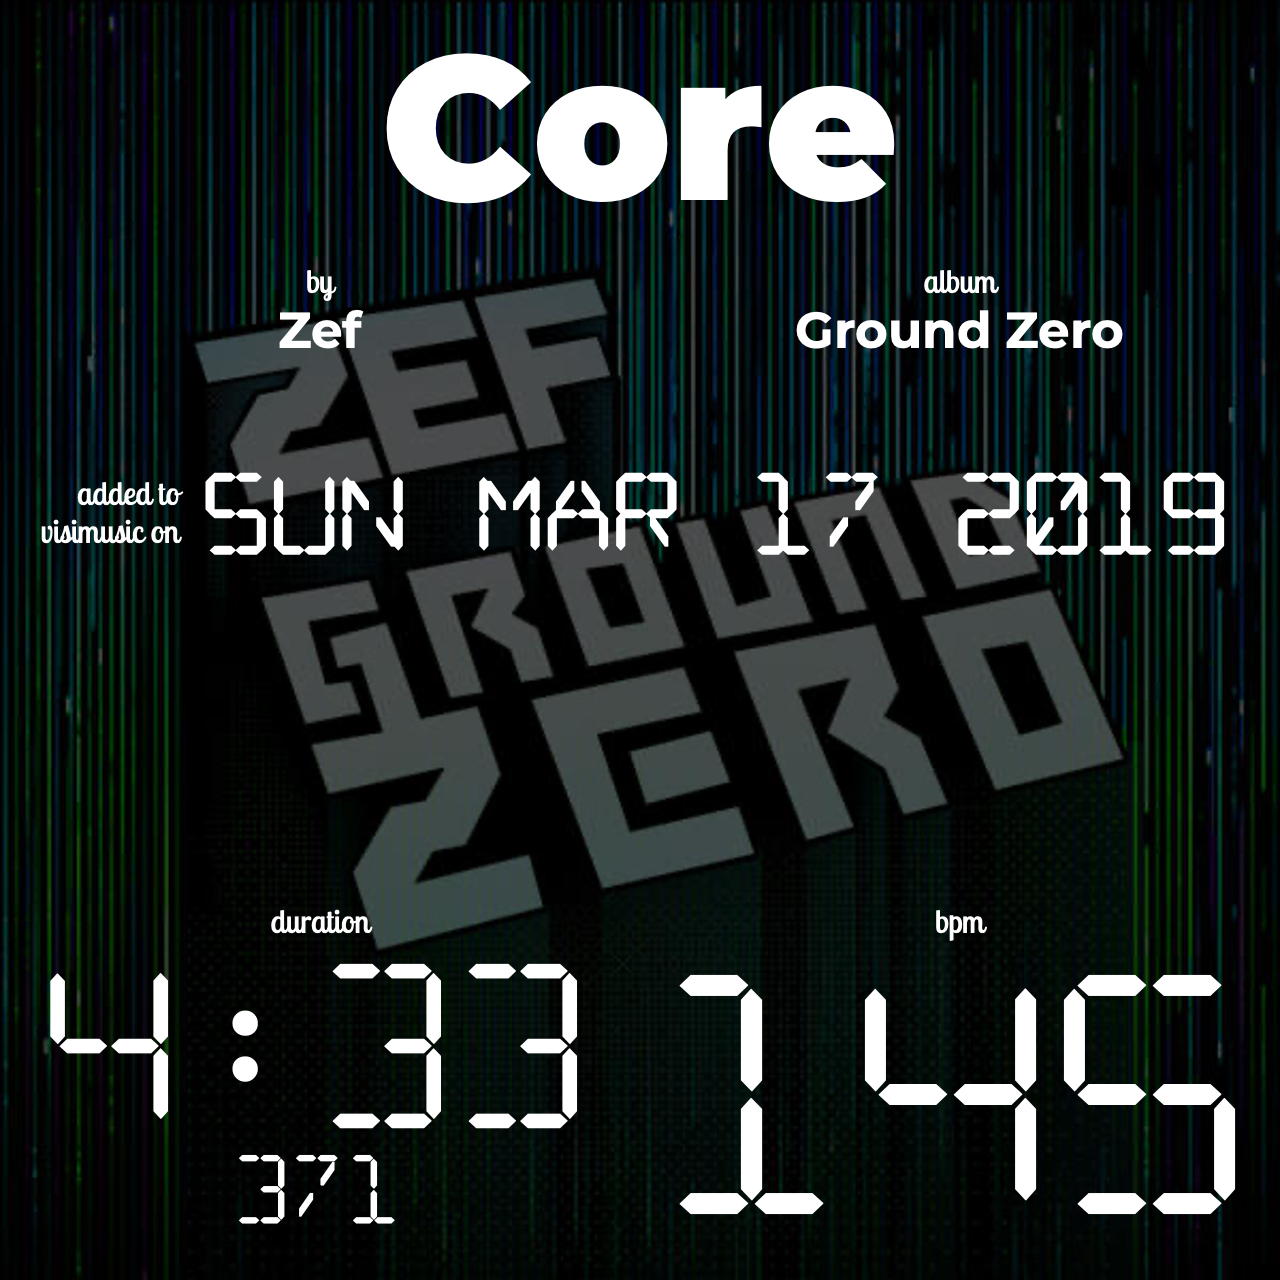 Core
by
Zef
album
Ground Zero
ZEF
added to
visimusic on
SUN MAR 17 2019
GROUND
ZERO
duration
4:33
371
bpm
145